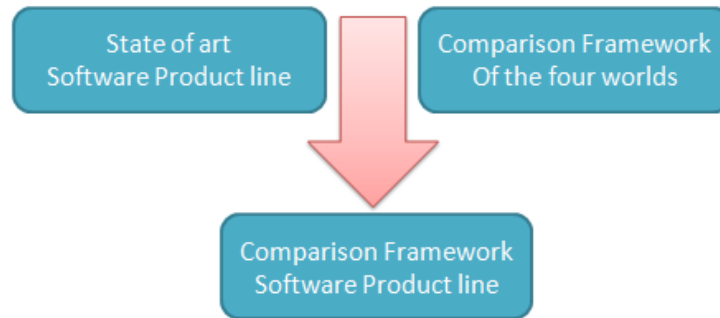 State of art
Software Product line
Comparison Framework
Of the four worlds
Comparison Framework
Software Product line